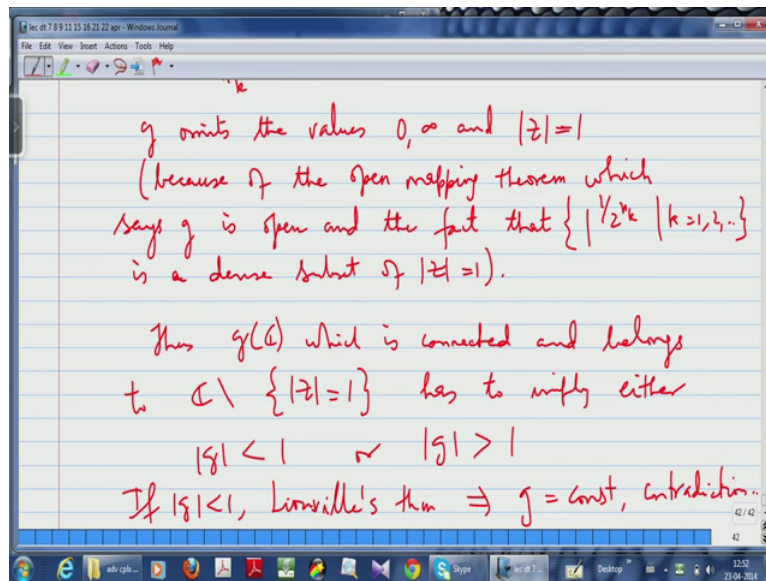 lec dt 7 8 9 11 15 16 21 22 apr - Windows Journal
File Edit View Insert Actions Tools Help
g omits the values 0, ∞ and |z| = 1
(because of the open mapping theorem which
says g is open and the fact that { 1^{1/2^{n_k}} | k=1,2,.. }
is a dense subset of |z| = 1).
Thus g(ℂ) which is connected and belongs
to ℂ \ {|z| = 1} has to imply either
|g| < 1 or |g| > 1
If |g| < 1, Liouville's thm ⇒ g = const, contradiction..
42 / 42
42
adv cplx ... Skype lec dt 7 ... Desktop 12:52
23-04-2014